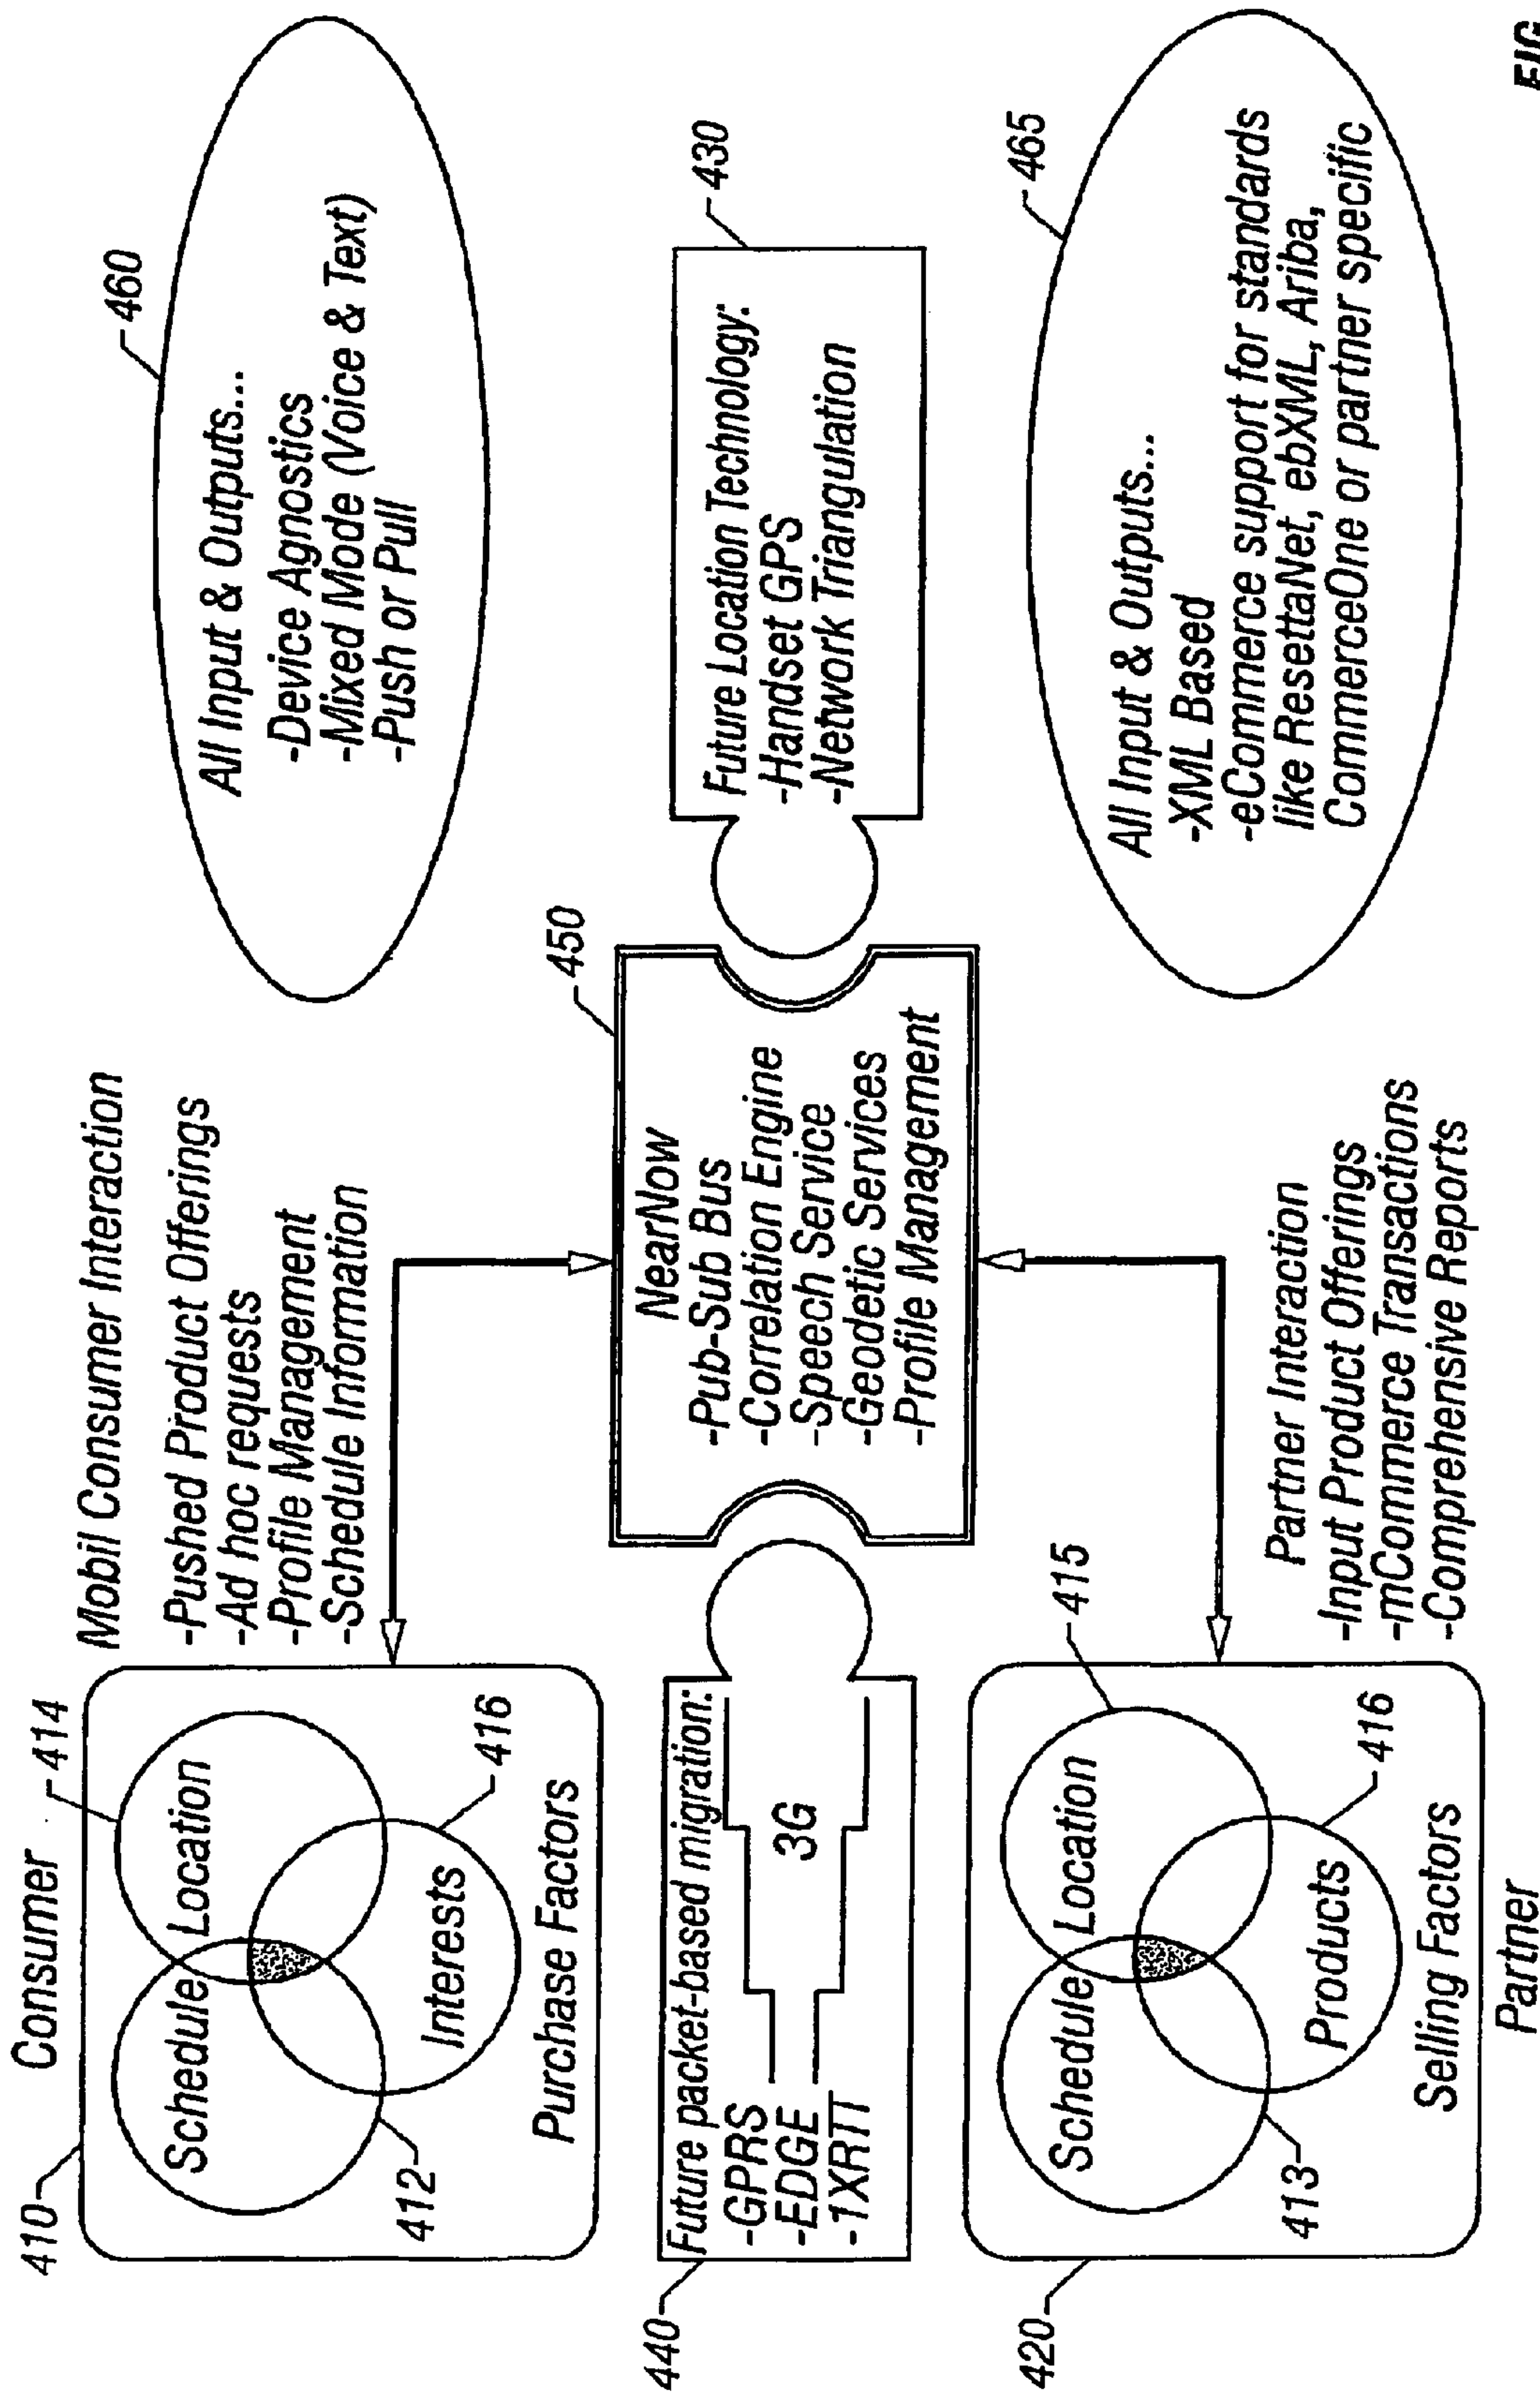 Consumer
410
414
Schedule
Location
Interests
412
416
Purchase Factors
Mobil Consumer Interaction
-Pushed Product Offerings
-Ad hoc requests
-Profile Management
-Schedule Information
460
All Input & Outputs...
-Device Agnostics
-Mixed Mode (Voice & Text)
-Push or Pull
440
Future packet-based migration:
-GPRS
-EDGE
-1XRTT
3G
450
NearNow
-Pub-Sub Bus
-Correlation Engine
-Speech Service
-Geodetic Services
-Profile Management
430
Future Location Technology:
-Handset GPS
-Network Triangulation
420
415
Schedule
Location
Products
413
416
Selling Factors
Partner
Partner Interaction
-Input Product Offerings
-mCommerce Transactions
-Comprehensive Reports
465
All Input & Outputs...
-XML Based
-eCommerce support for standards
like ResettaNet, ebXML, Ariba,
CommerceOne or partner specific